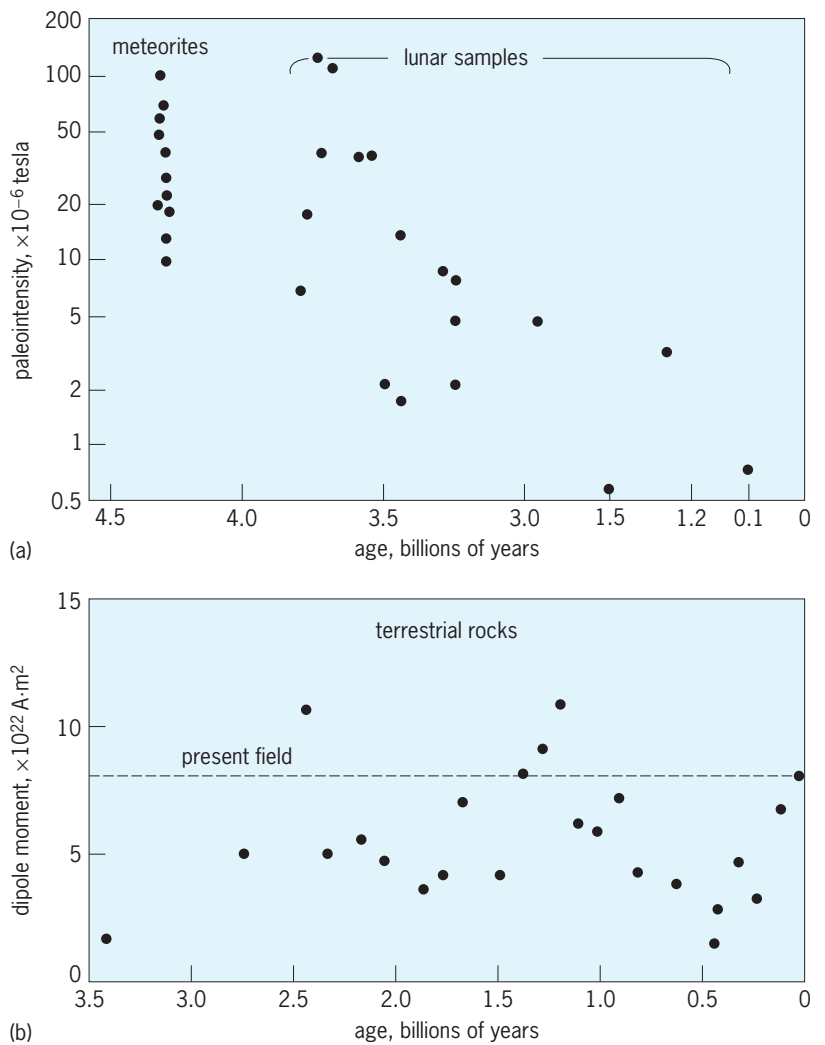 200
100
50
20
10
5
2
1
0.5
paleointensity, ×10⁻⁶ tesla
meteorites
lunar samples
4.5 4.0 3.5 3.0 1.5 1.2 0.1 0
age, billions of years
(a)
15
10
5
0
dipole moment, ×10²² A·m²
terrestrial rocks
present field
3.5 3.0 2.5 2.0 1.5 1.0 0.5 0
age, billions of years
(b)